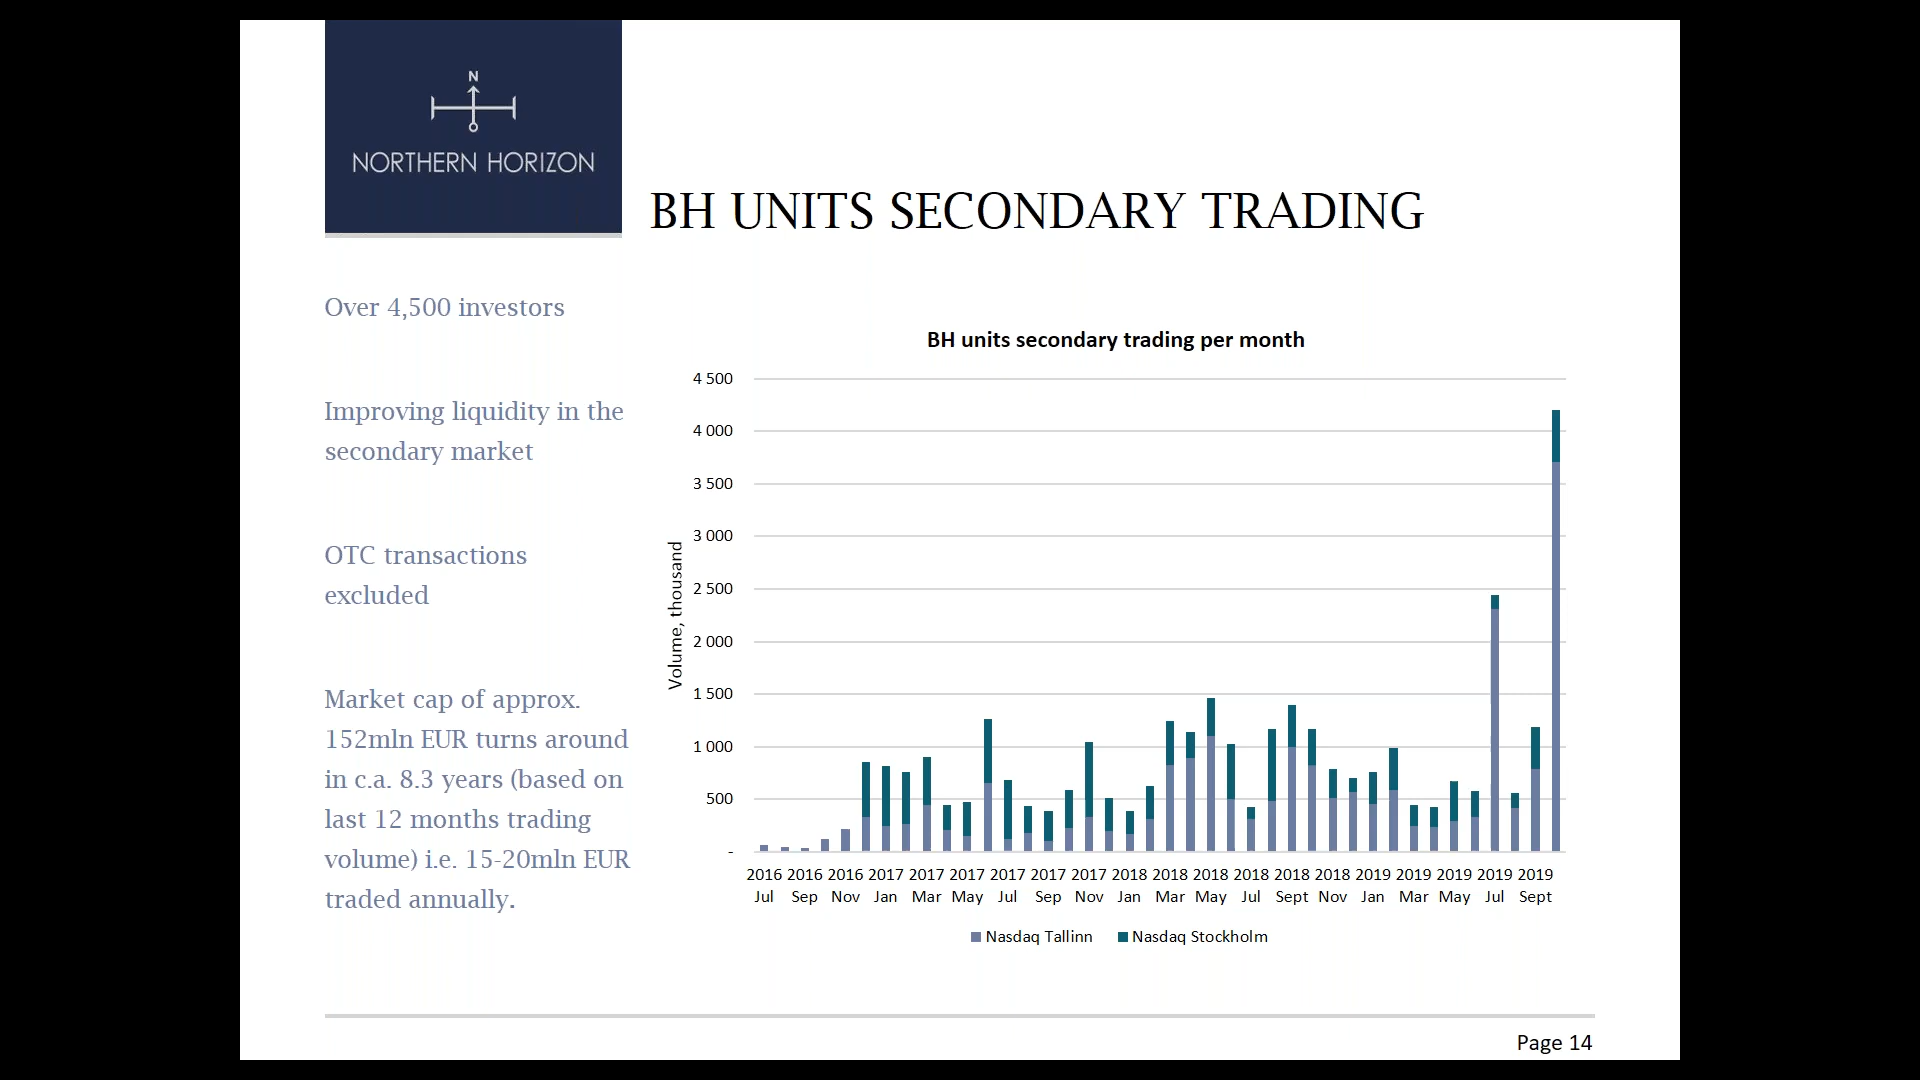 N
NORTHERN HORIZON
BH UNITS SECONDARY TRADING
Over 4,500 investors
Improving liquidity in the
secondary market
OTC transactions
excluded
Market cap of approx.
152mln EUR turns around
in c.a. 8.3 years (based on
last 12 months trading
volume) i.e. 15-20mln EUR
traded annually.
BH units secondary trading per month
Volume, thousand
4 500
4 000
3 500
3 000
2 500
2 000
1 500
1 000
500
-
2016 2016 2016 2017 2017 2017 2017 2017 2017 2018 2018 2018 2018 2018 2018 2019 2019 2019 2019 2019
Jul Sep Nov Jan Mar May Jul Sep Nov Jan Mar May Jul Sept Nov Jan Mar May Jul Sept
Nasdaq Tallinn Nasdaq Stockholm
Page 14